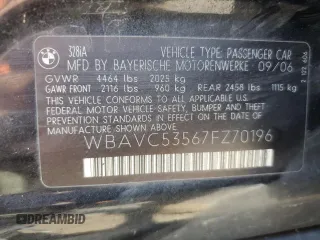 328iA
VEHICLE TYPE PASSENGER CAR
MFD BY BAYERISCHE MOTORENWERKE 09/06
GVWR 4464 lbs 2025 kg
GAWR FRONT 2116 lbs 960 kg REAR 2458 lbs 1115 kg
THIS VEHICLE CONFORMS TO ALL APPLICABLE
FEDERAL MOTOR VEHICLE SAFETY, BUMPER AND
THEFT PREVENTION STANDARDS IN EFFECT ON THE
DATE OF MANUFACTURE SHOWN ABOVE.
WBAVC53567FZ70196
DREAMBID